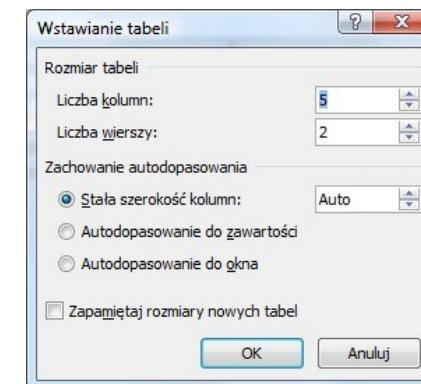 Wstawianie tabeli
Rozmiar tabeli
Liczba kolumn: 5
Liczba wierszy: 2
Zachowanie autodopasowania
Stała szerokość kolumn: Auto
Autodopasowanie do zawartości
Autodopasowanie do okna
Zapamiętaj rozmiary nowych tabel
OK Anuluj